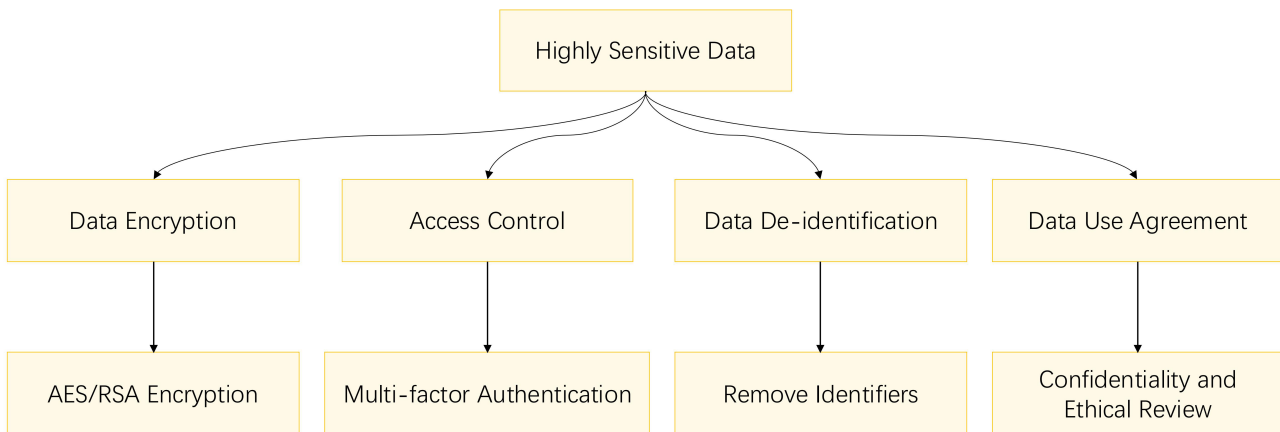 Highly Sensitive Data
Data Encryption
Access Control
Data De-identification
Data Use Agreement
AES/RSA Encryption
Multi-factor Authentication
Remove Identifiers
Confidentiality and
Ethical Review